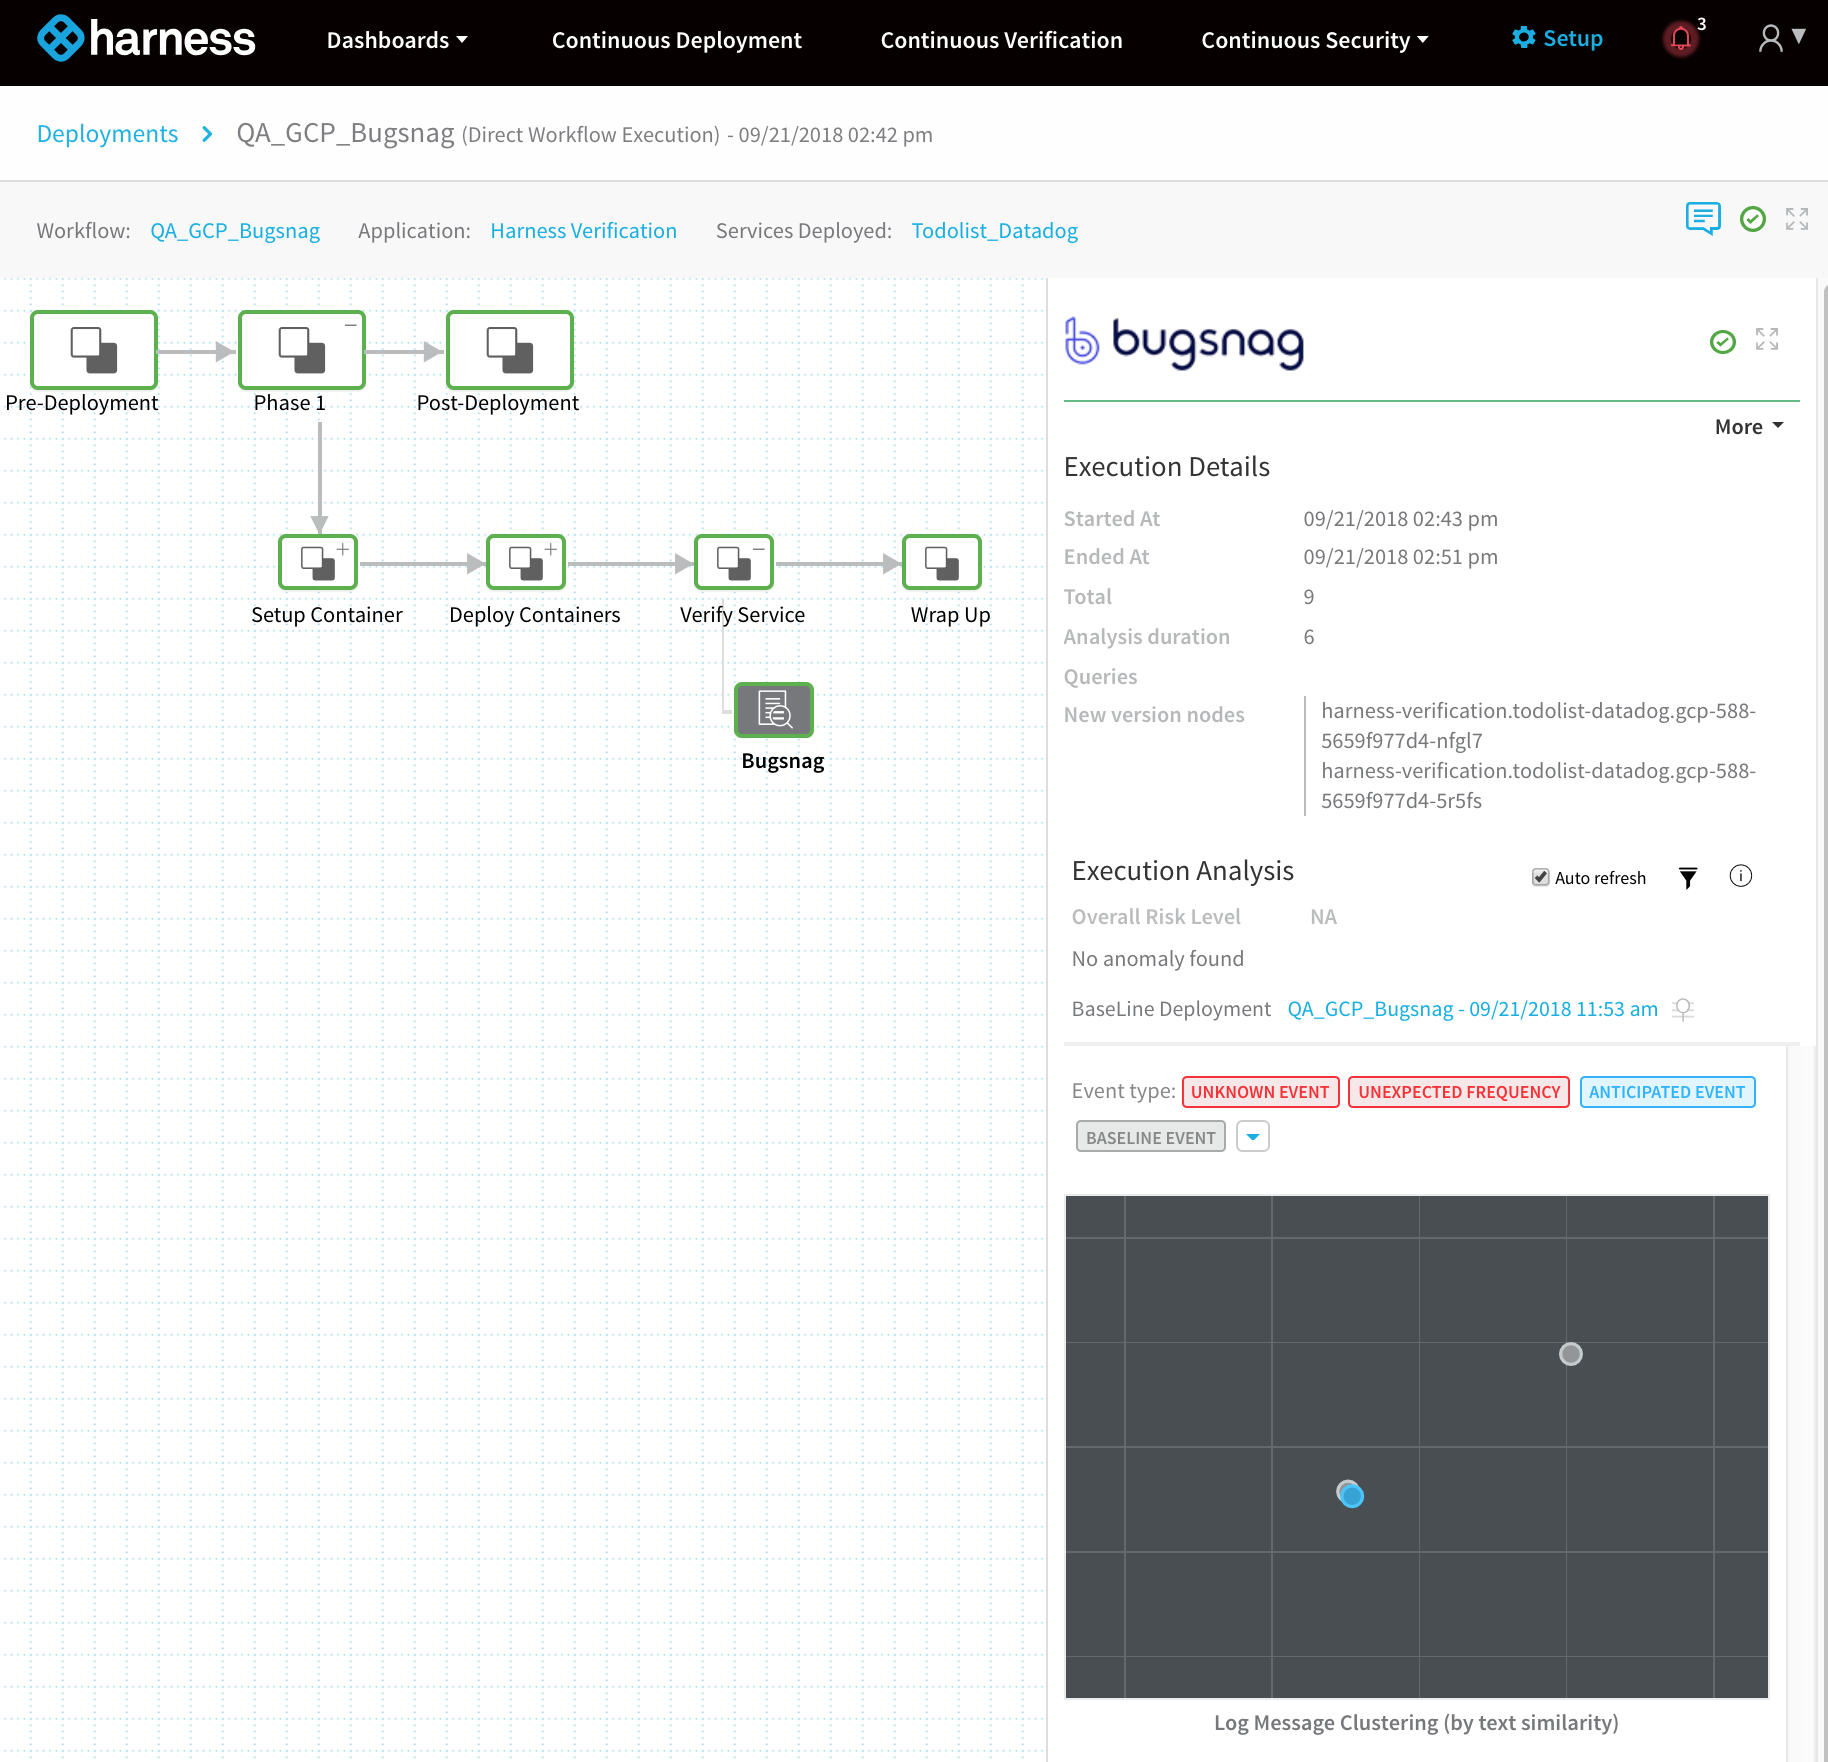 harness Dashboards Continuous Deployment Continuous Verification Continuous Security Setup 3
Deployments QA_GCP_Bugsnag (Direct Workflow Execution) - 09/21/2018 02:42 pm
Workflow: QA_GCP_Bugsnag Application: Harness Verification Services Deployed: Todolist_Datadog
Pre-Deployment Phase 1 Post-Deployment
Setup Container Deploy Containers Verify Service Wrap Up
Bugsnag
bugsnag
More
Execution Details
Started At 09/21/2018 02:43 pm
Ended At 09/21/2018 02:51 pm
Total 9
Analysis duration 6
Queries
New version nodes harness-verification.todolist-datadog.gcp-588-
5659f977d4-nfgl7
harness-verification.todolist-datadog.gcp-588-
5659f977d4-5r5fs
Execution Analysis Auto refresh
Overall Risk Level NA
No anomaly found
BaseLine Deployment QA_GCP_Bugsnag - 09/21/2018 11:53 am
Event type: UNKNOWN EVENT UNEXPECTED FREQUENCY ANTICIPATED EVENT
BASELINE EVENT
Log Message Clustering (by text similarity)